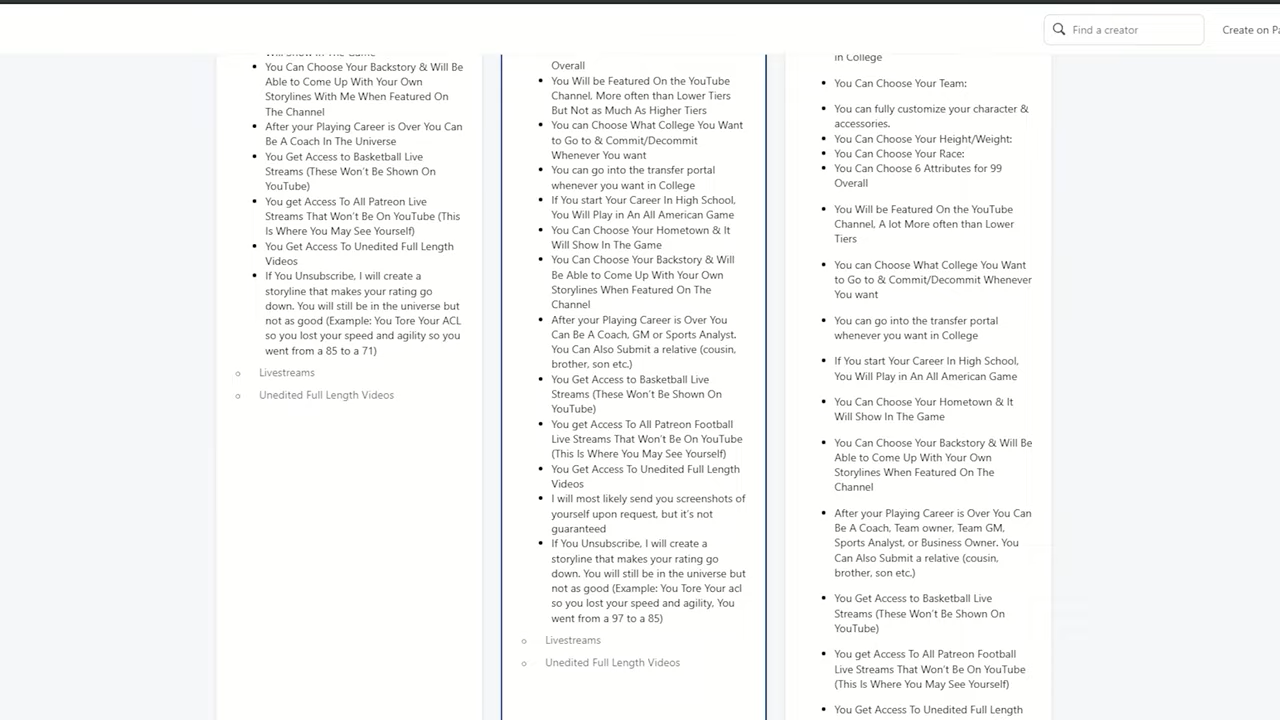 Find a creator
Create on Pa
Will Show In The Game
You Can Choose Your Backstory & Will Be
Able to Come Up With Your Own
Storylines With Me When Featured On
The Channel
After your Playing Career is Over You Can
Be A Coach In The Universe
You Get Access to Basketball Live
Streams (These Won't Be Shown On
YouTube)
You get Access To All Patreon Live
Streams That Won't Be On YouTube (This
Is Where You May See Yourself)
You Get Access To Unedited Full Length
Videos
If You Unsubscribe, I will create a
storyline that makes your rating go
down. You will still be in the universe but
not as good (Example: You Tore Your ACL
so you lost your speed and agility so you
went from a 85 to a 71)
Livestreams
Unedited Full Length Videos
Overall
You Will be Featured On the YouTube
Channel, More often than Lower Tiers
But Not as Much As Higher Tiers
You can Choose What College You Want
to Go to & Commit/Decommit
Whenever You want
You can go into the transfer portal
whenever you want in College
If You start Your Career In High School,
You Will Play in An All American Game
You Can Choose Your Hometown & It
Will Show In The Game
You Can Choose Your Backstory & Will
Be Able to Come Up With Your Own
Storylines When Featured On The
Channel
After your Playing Career is Over You
Can Be A Coach, GM or Sports Analyst.
You Can Also Submit a relative (cousin,
brother, son etc.)
You Get Access to Basketball Live
Streams (These Won't Be Shown On
YouTube)
You get Access To All Patreon Football
Live Streams That Won't Be On YouTube
(This Is Where You May See Yourself)
You Get Access To Unedited Full Length
Videos
I will most likely send you screenshots of
yourself upon request, but it's not
guaranteed
If You Unsubscribe, I will create a
storyline that makes your rating go
down. You will still be in the universe but
not as good (Example: You Tore Your acl
so you lost your speed and agility, You
went from a 97 to a 85)
Livestreams
Unedited Full Length Videos
in College
You Can Choose Your Team:
You can fully customize your character &
accessories.
You Can Choose Your Height/Weight:
You Can Choose Your Race:
You Can Choose 6 Attributes for 99
Overall
You Will be Featured On the YouTube
Channel, A lot More often than Lower
Tiers
You can Choose What College You Want
to Go to & Commit/Decommit Whenever
You want
You can go into the transfer portal
whenever you want in College
If You start Your Career In High School,
You Will Play in An All American Game
You Can Choose Your Hometown & It
Will Show In The Game
You Can Choose Your Backstory & Will Be
Able to Come Up With Your Own
Storylines When Featured On The
Channel
After your Playing Career is Over You Can
Be A Coach, Team owner, Team GM,
Sports Analyst, or Business Owner. You
Can Also Submit a relative (cousin,
brother, son etc.)
You Get Access to Basketball Live
Streams (These Won't Be Shown On
YouTube)
You get Access To All Patreon Football
Live Streams That Won't Be On YouTube
(This Is Where You May See Yourself)
You Get Access To Unedited Full Length